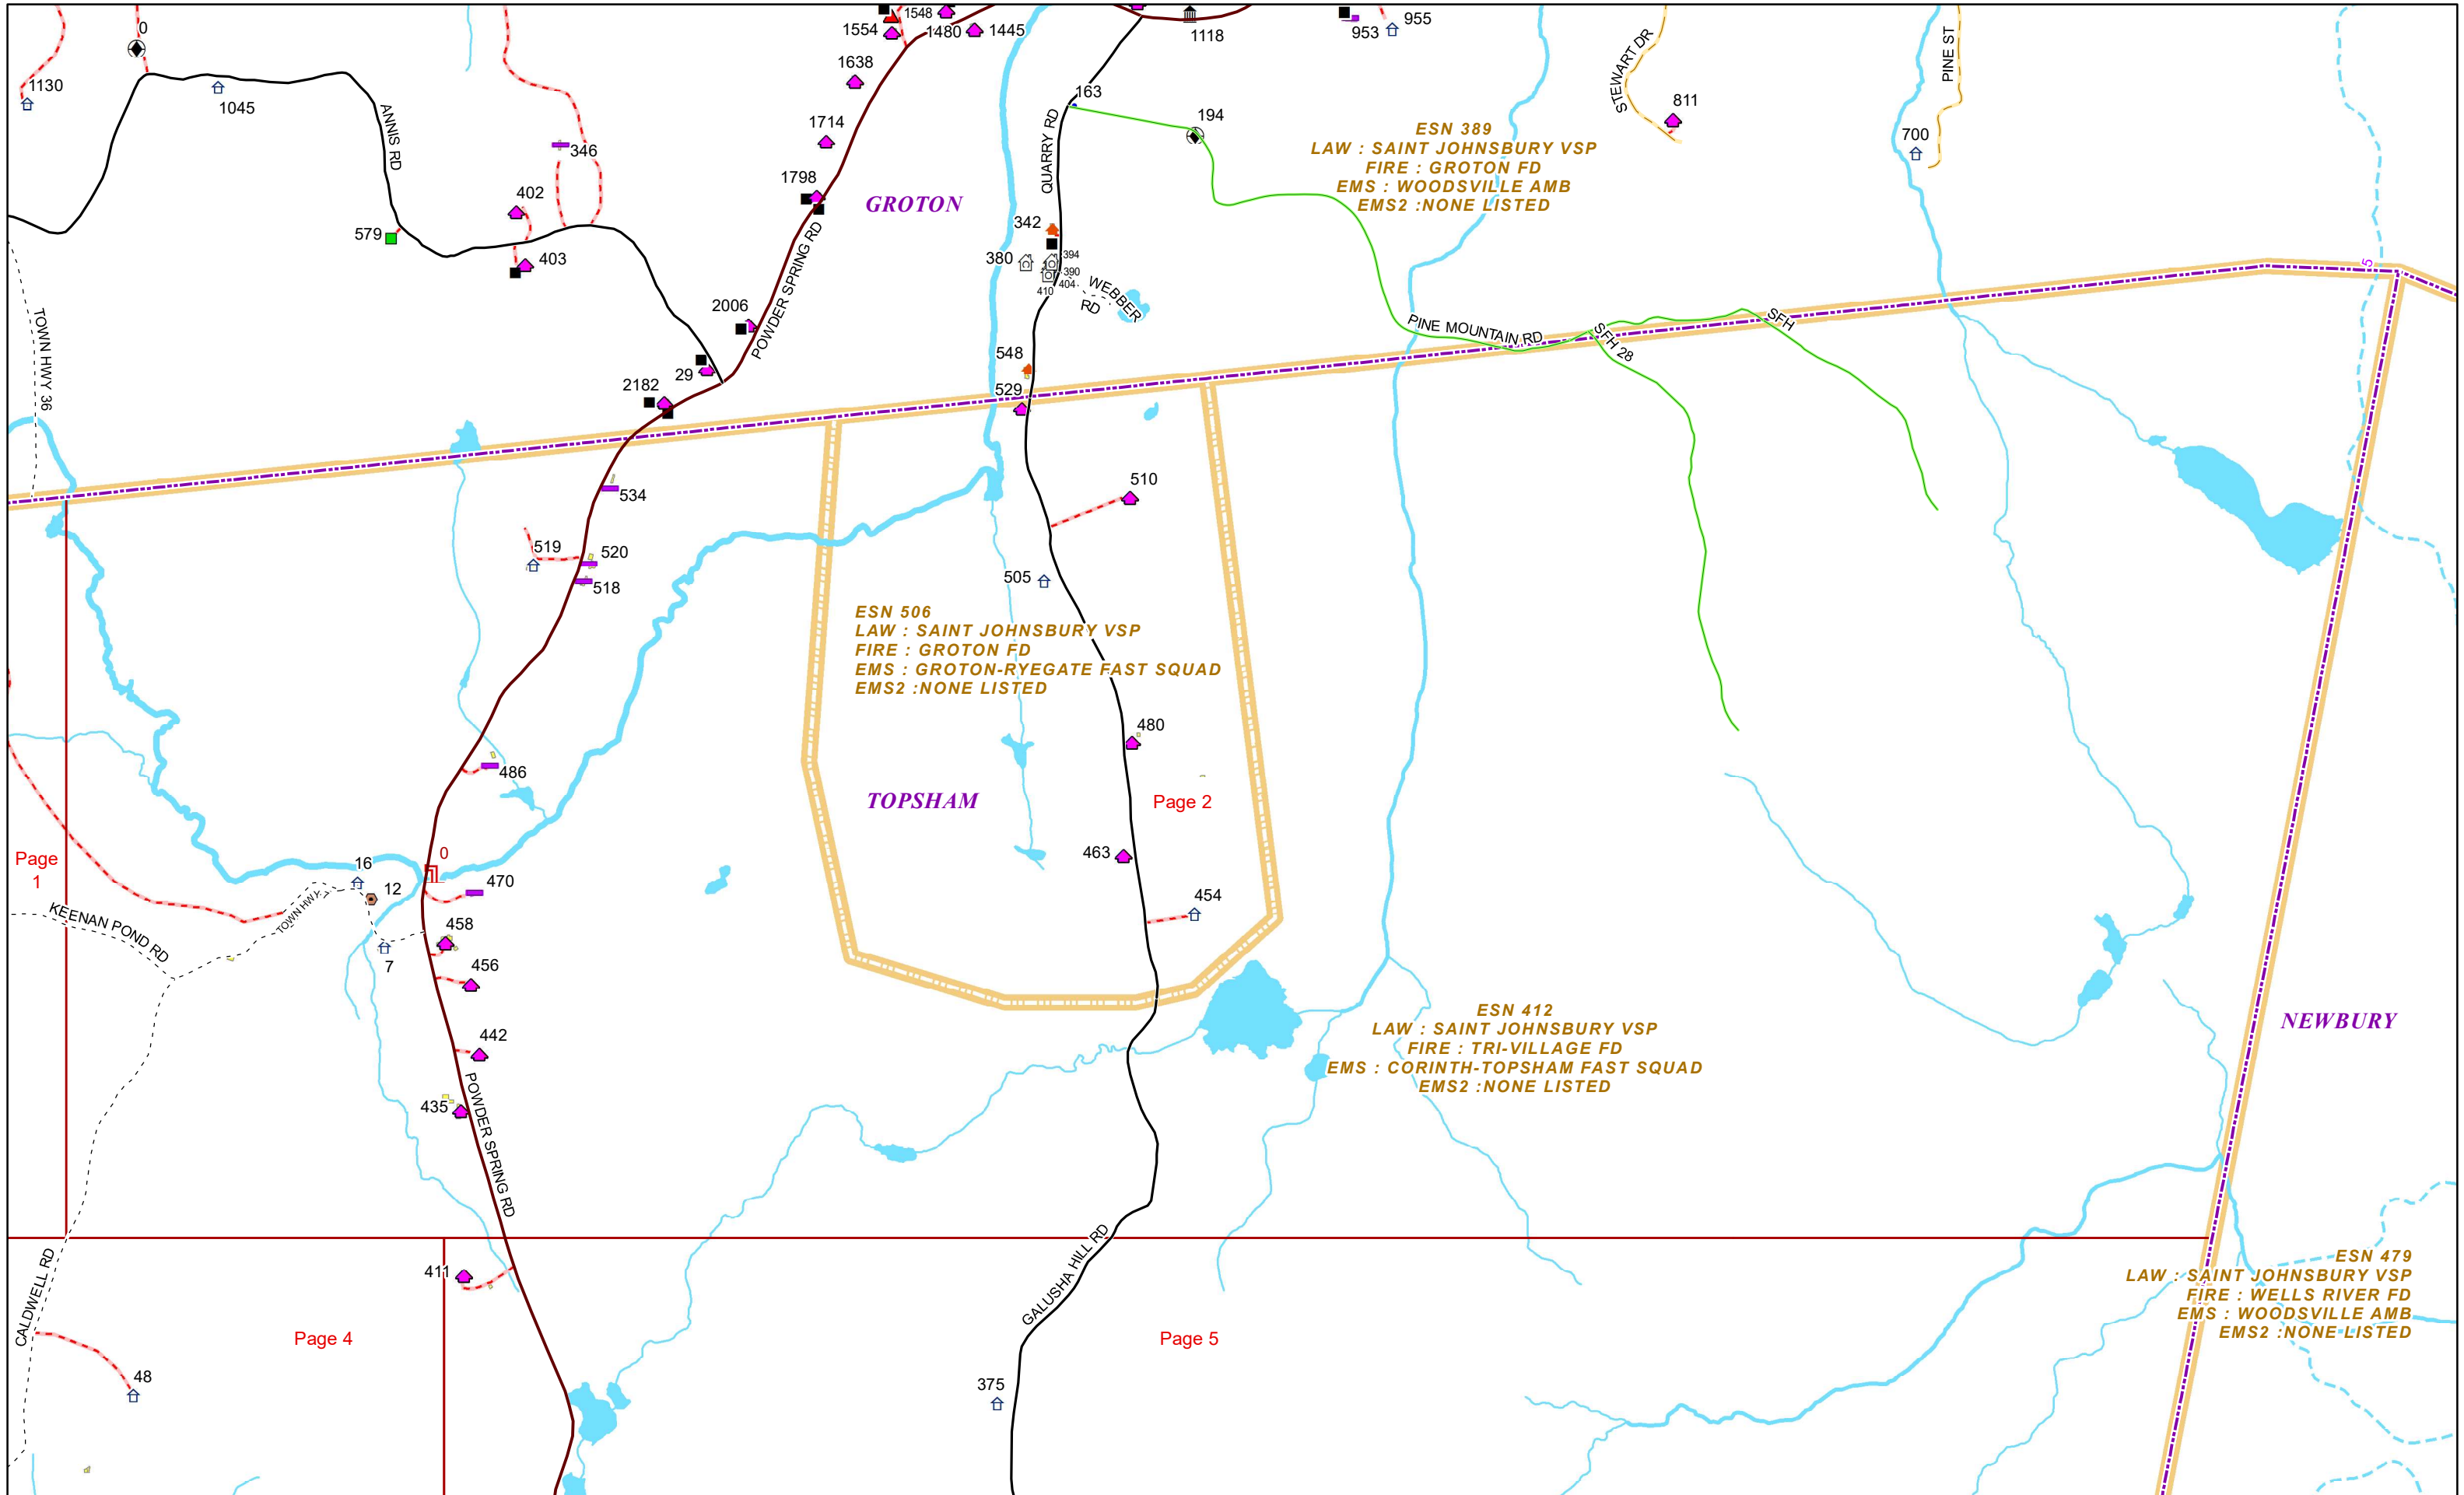 0
1130
1045
ANNIS RD
346
402
579
403
TOWN HWY 36
1554
1548
1480
1445
1638
1714
1798
GROTON
POWDER SPRING RD
2006
29
2182
1118
163
194
QUARRY RD
342
380
394
390
404
410
WEBBER
RD
548
529
953
955
STEWART DR
811
PINE ST
700
ESN 389
LAW : SAINT JOHNSBURY VSP
FIRE : GROTON FD
EMS : WOODSVILLE AMB
EMS2 :NONE LISTED
PINE MOUNTAIN RD
SFH 28
SFH
5
534
519
520
518
510
505
ESN 506
LAW : SAINT JOHNSBURY VSP
FIRE : GROTON FD
EMS : GROTON-RYEGATE FAST SQUAD
EMS2 :NONE LISTED
486
480
TOPSHAM
Page 2
463
454
Page
1
0
16
12
470
TOWN HWY
KEENAN POND RD
458
7
456
442
435
POWDER SPRING RD
ESN 412
LAW : SAINT JOHNSBURY VSP
FIRE : TRI-VILLAGE FD
EMS : CORINTH-TOPSHAM FAST SQUAD
EMS2 :NONE LISTED
NEWBURY
CALDWELL RD
411
GALUSHA HILL RD
Page 4
Page 5
48
375
ESN 479
LAW : SAINT JOHNSBURY VSP
FIRE : WELLS RIVER FD
EMS : WOODSVILLE AMB
EMS2 :NONE LISTED